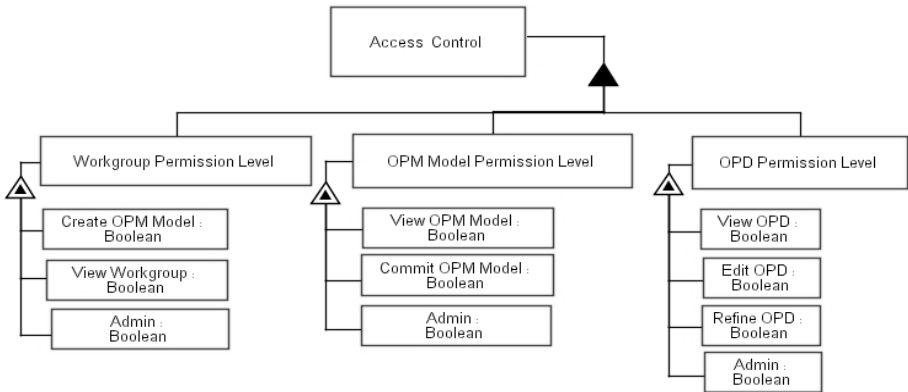 Access Control
Workgroup Permission Level
OPM Model Permission Level
OPD Permission Level
Create OPM Model :
Boolean
View Workgroup :
Boolean
Admin :
Boolean
View OPM Model :
Boolean
Commit OPM Model :
Boolean
Admin :
Boolean
View OPD :
Boolean
Edit OPD :
Boolean
Refine OPD :
Boolean
Admin :
Boolean